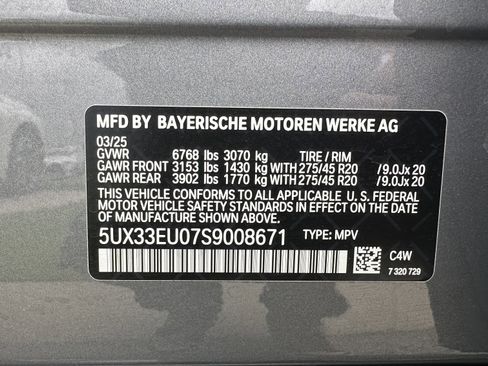 MFD BY BAYERISCHE MOTOREN WERKE AG
03/25
GVWR 6768 lbs 3070 kg TIRE / RIM
GAWR FRONT 3153 lbs 1430 kg WITH 275/45 R20 /9.0Jx 20
GAWR REAR 3902 lbs 1770 kg WITH 275/45 R20 /9.0Jx 20
THIS VEHICLE CONFORMS TO ALL APPLICABLE U. S. FEDERAL
MOTOR VEHICLE SAFETY STANDARDS IN EFFECT ON THE DATE OF
MANUFACTURE SHOWN ABOVE.
5UX33EU07S9008671 TYPE: MPV
C4W
7 320 729